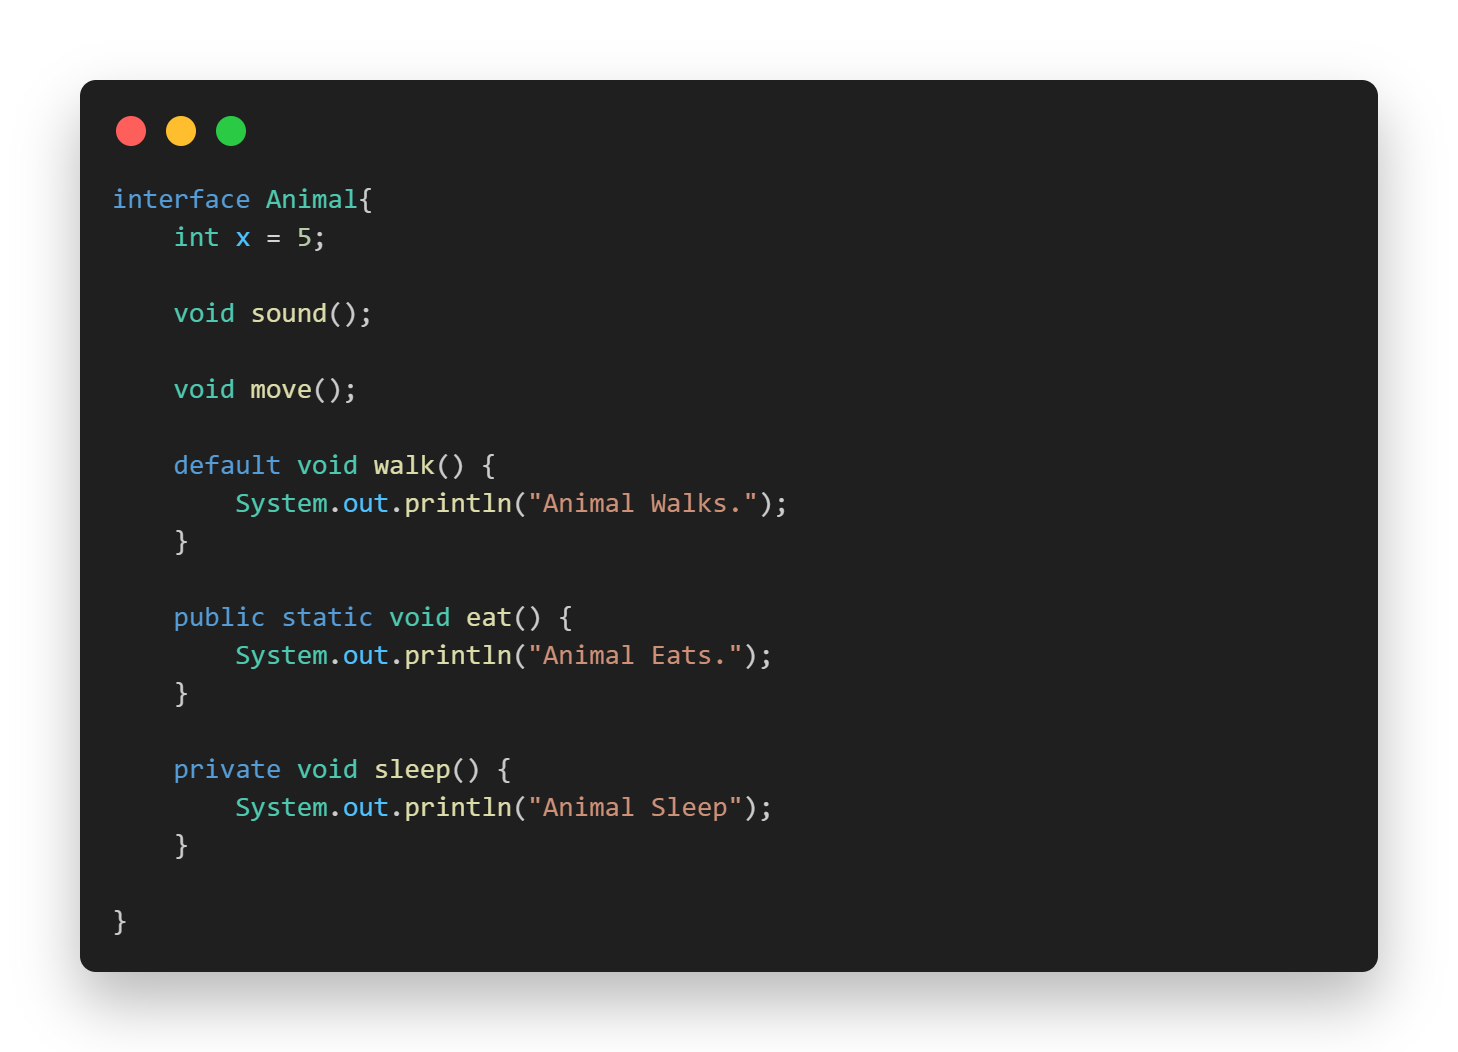 interface Animal{
    int x = 5;

    void sound();

    void move();

    default void walk() {
        System.out.println("Animal Walks.");
    }

    public static void eat() {
        System.out.println("Animal Eats.");
    }

    private void sleep() {
        System.out.println("Animal Sleep");
    }

}